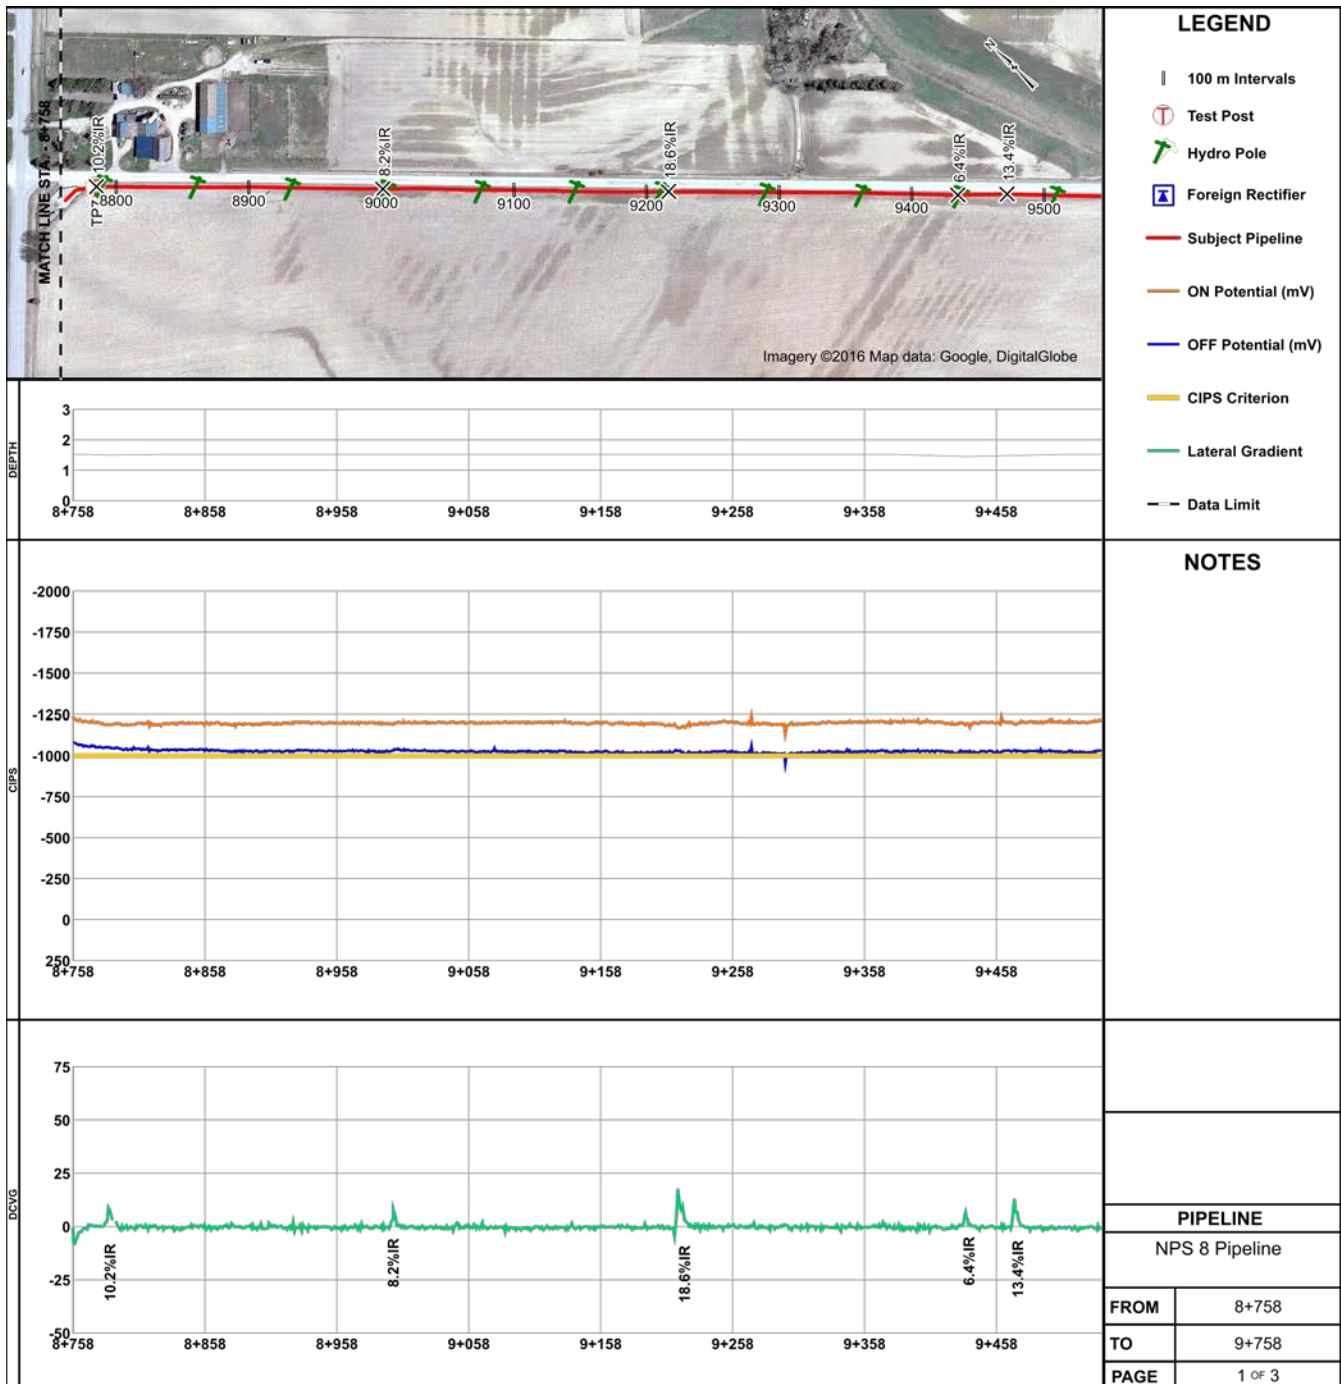 LEGEND
100 m Intervals
Test Post
Hydro Pole
Foreign Rectifier
Subject Pipeline
ON Potential (mV)
OFF Potential (mV)
CIPS Criterion
Lateral Gradient
Data Limit
MATCH LINE STA. - 8+758
N
TP7
10.2%IR
8.2%IR
18.6%IR
6.4%IR
13.4%IR
8800
8900
9000
9100
9200
9300
9400
9500
Imagery ©2016 Map data: Google, DigitalGlobe
DEPTH
3
2
1
0
8+758 8+858 8+958 9+058 9+158 9+258 9+358 9+458
NOTES
CIPS
-2000
-1750
-1500
-1250
-1000
-750
-500
-250
0
250
8+758 8+858 8+958 9+058 9+158 9+258 9+358 9+458
DCVG
75
50
25
0
-25
-50
10.2%IR
8.2%IR
18.6%IR
6.4%IR
13.4%IR
8+758 8+858 8+958 9+058 9+158 9+258 9+358 9+458
PIPELINE
NPS 8 Pipeline
FROM 8+758
TO 9+758
PAGE 1 OF 3